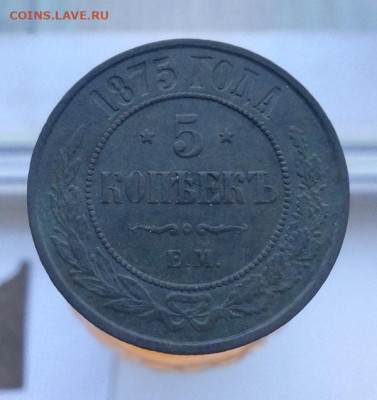 COINS.LAVE.RU
1875 ГОДА
5
КОПѢЕКЪ
Е.М.